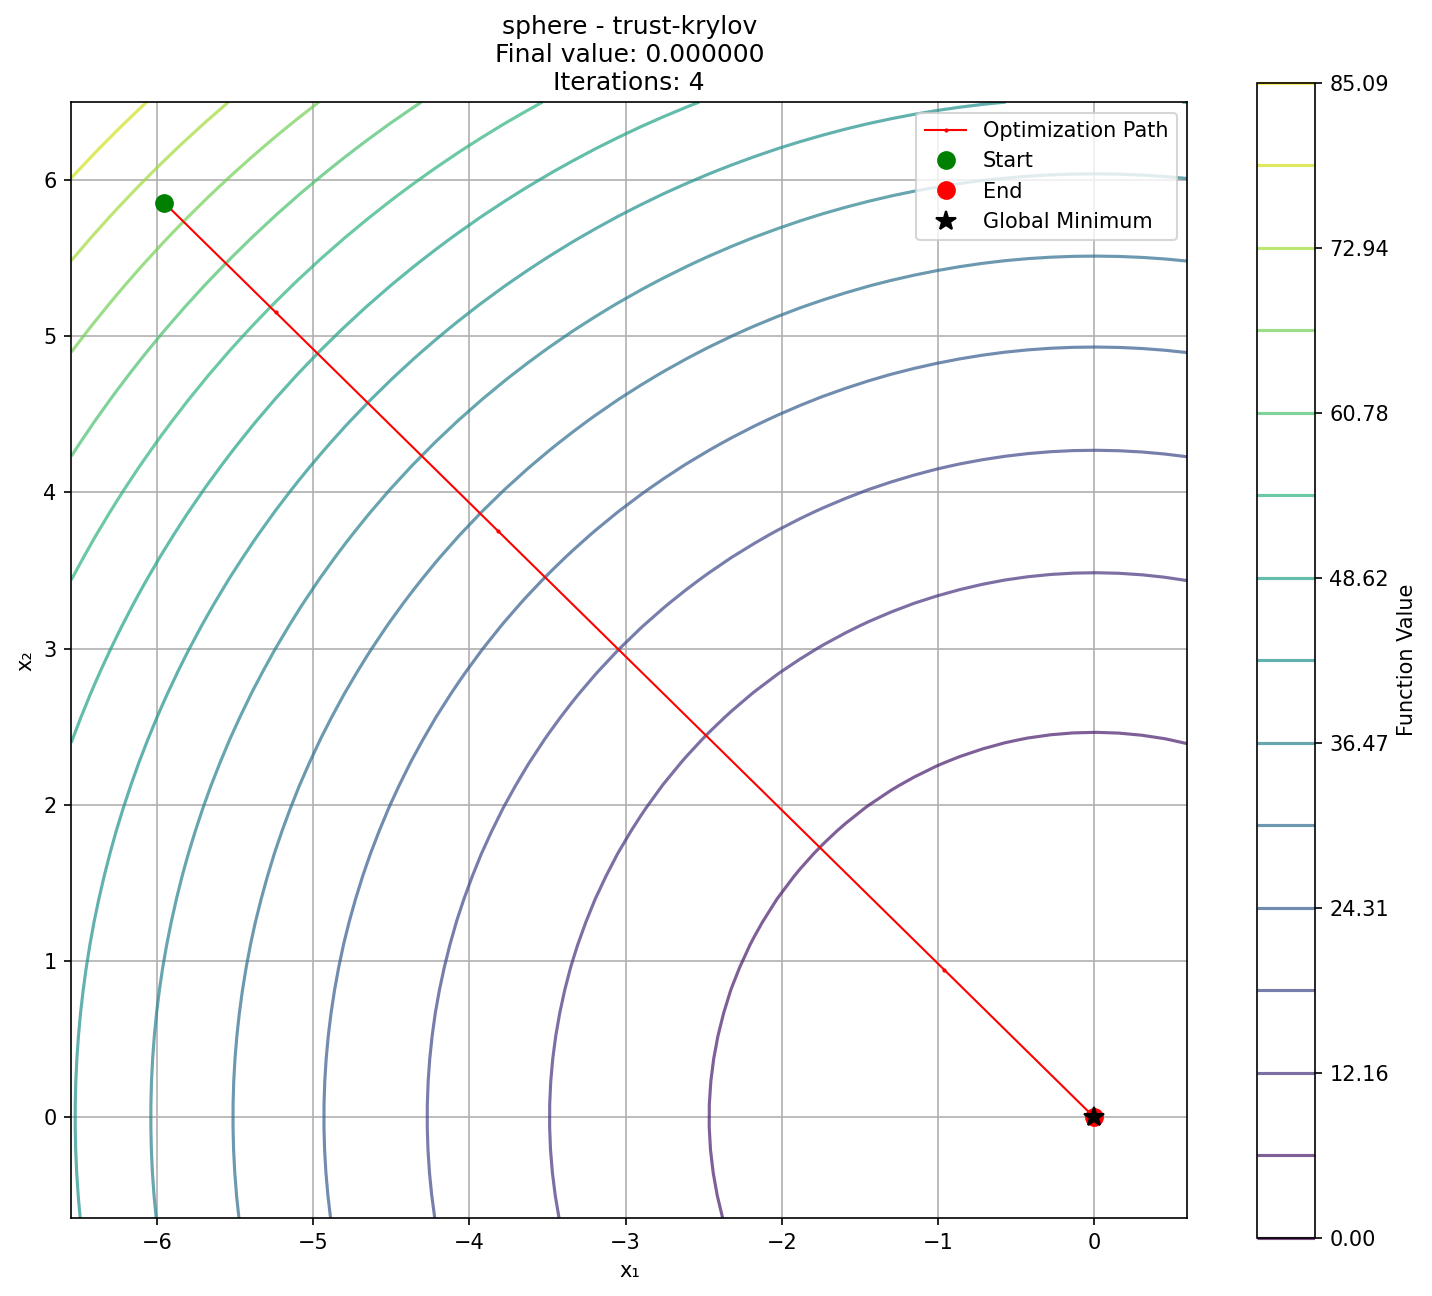 sphere - trust-krylov
Final value: 0.000000
Iterations: 4
Optimization Path
Start
End
Global Minimum
6
5
4
3
2
1
0
x₂
−6
−5
−4
−3
−2
−1
0
x₁
85.09
72.94
60.78
48.62
36.47
24.31
12.16
0.00
Function Value